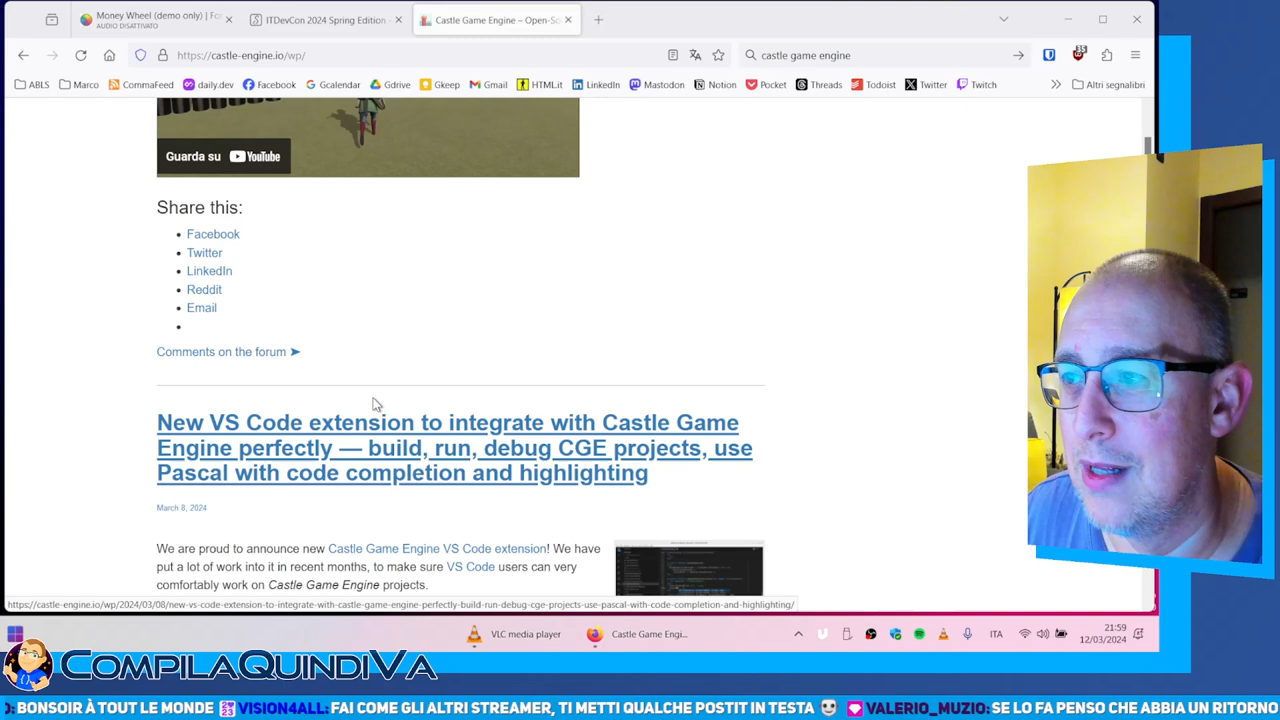 Money Wheel (demo only) | Fo
AUDIO DISATTIVATO
ITDevCon 2024 Spring Edition -
Castle Game Engine – Open-So
https://castle-engine.io/wp/
castle game engine
35
ABLS
Marco
CommaFeed
daily.dev
Facebook
Gcalendar
Gdrive
Gkeep
Gmail
HTML.it
LinkedIn
Mastodon
Notion
Pocket
Threads
Todoist
Twitter
Twitch
Altri segnalibri
Guarda su YouTube
Share this:
Facebook
Twitter
LinkedIn
Reddit
Email
Comments on the forum ➤
New VS Code extension to integrate with Castle Game
Engine perfectly — build, run, debug CGE projects, use
Pascal with code completion and highlighting
March 8, 2024
We are proud to announce new Castle Game Engine VS Code extension! We have
put a lot of work into it in recent months, to make sure VS Code users can very
comfortably work on Castle Game Engine projects.
https://castle-engine.io/wp/2024/03/08/new-vs-code-extension-to-integrate-with-castle-game-engine-perfectly-build-run-debug-cge-projects-use-pascal-with-code-completion-and-highlighting/
VLC media player
Castle Game Engi...
ITA
21:59
12/03/2024
COMPILAQUINDIVA
O: BONSOIR À TOUT LE MONDE VISION4ALL: FAI COME GLI ALTRI STREAMER, TI METTI QUALCHE POSTIT IN TESTA VALERIO_MUZIO: SE LO FA PENSO CHE ABBIA UN RITORNO